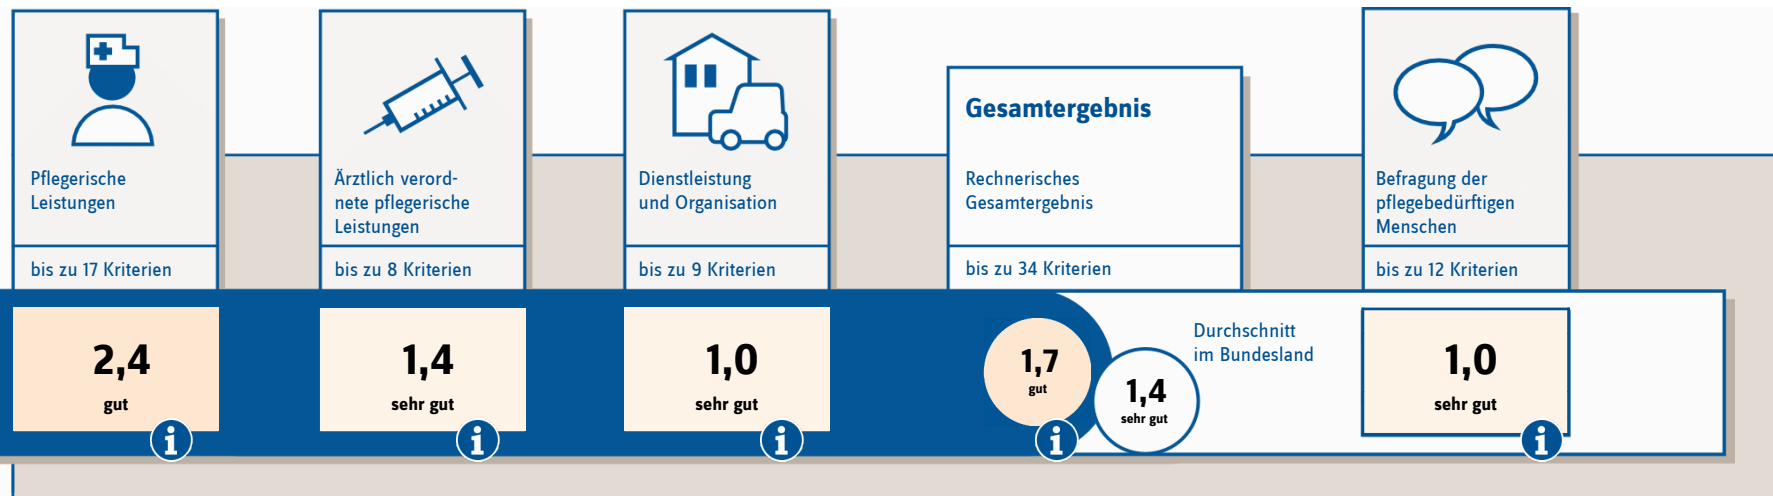 Pflegerische
Leistungen
bis zu 17 Kriterien
2,4
gut
i
Ärztlich verord-
nete pflegerische
Leistungen
bis zu 8 Kriterien
1,4
sehr gut
i
Dienstleistung
und Organisation
bis zu 9 Kriterien
1,0
sehr gut
i
Gesamtergebnis
Rechnerisches
Gesamtergebnis
bis zu 34 Kriterien
1,7
gut
i
Durchschnitt
im Bundesland
1,4
sehr gut
Befragung der
pflegebedürftigen
Menschen
bis zu 12 Kriterien
1,0
sehr gut
i